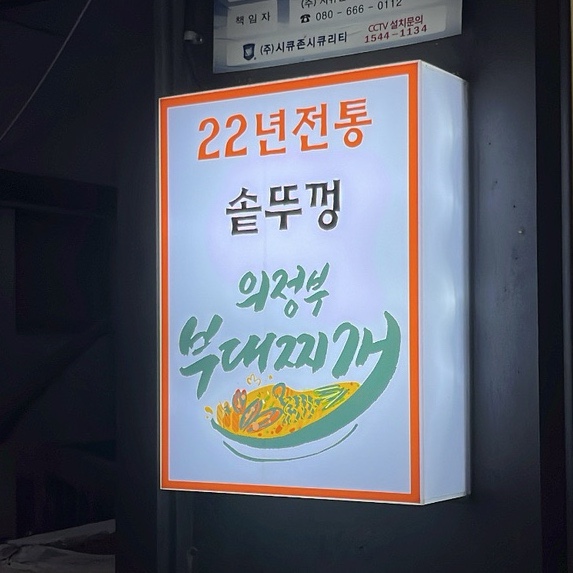 책임자
☎ 080-666-0112
(주)시큐존시큐리티
CCTV 설치문의
1544-1134
22년전통
솥뚜껑
의정부
부대찌개